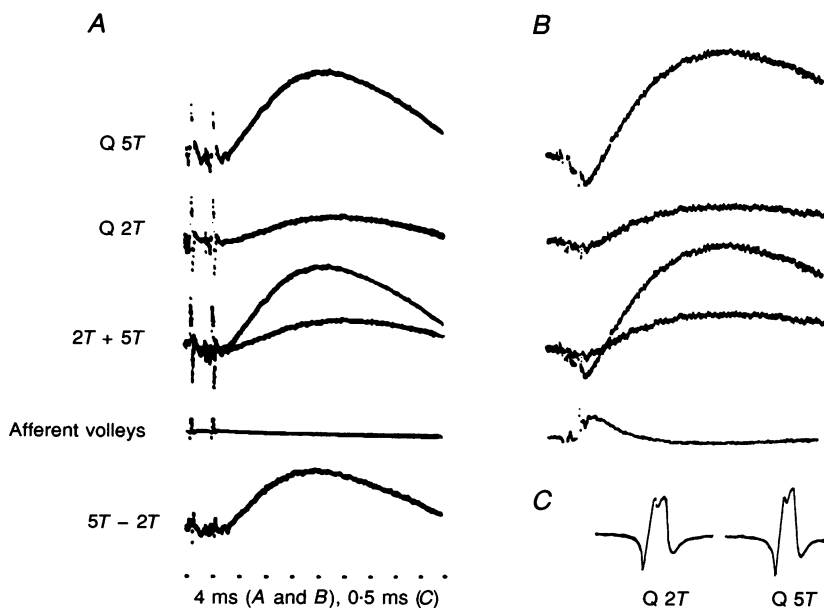 A
B
Q 5T
Q 2T
2T + 5T
Afferent volleys
5T − 2T
C
4 ms (A and B), 0·5 ms (C)
Q 2T
Q 5T